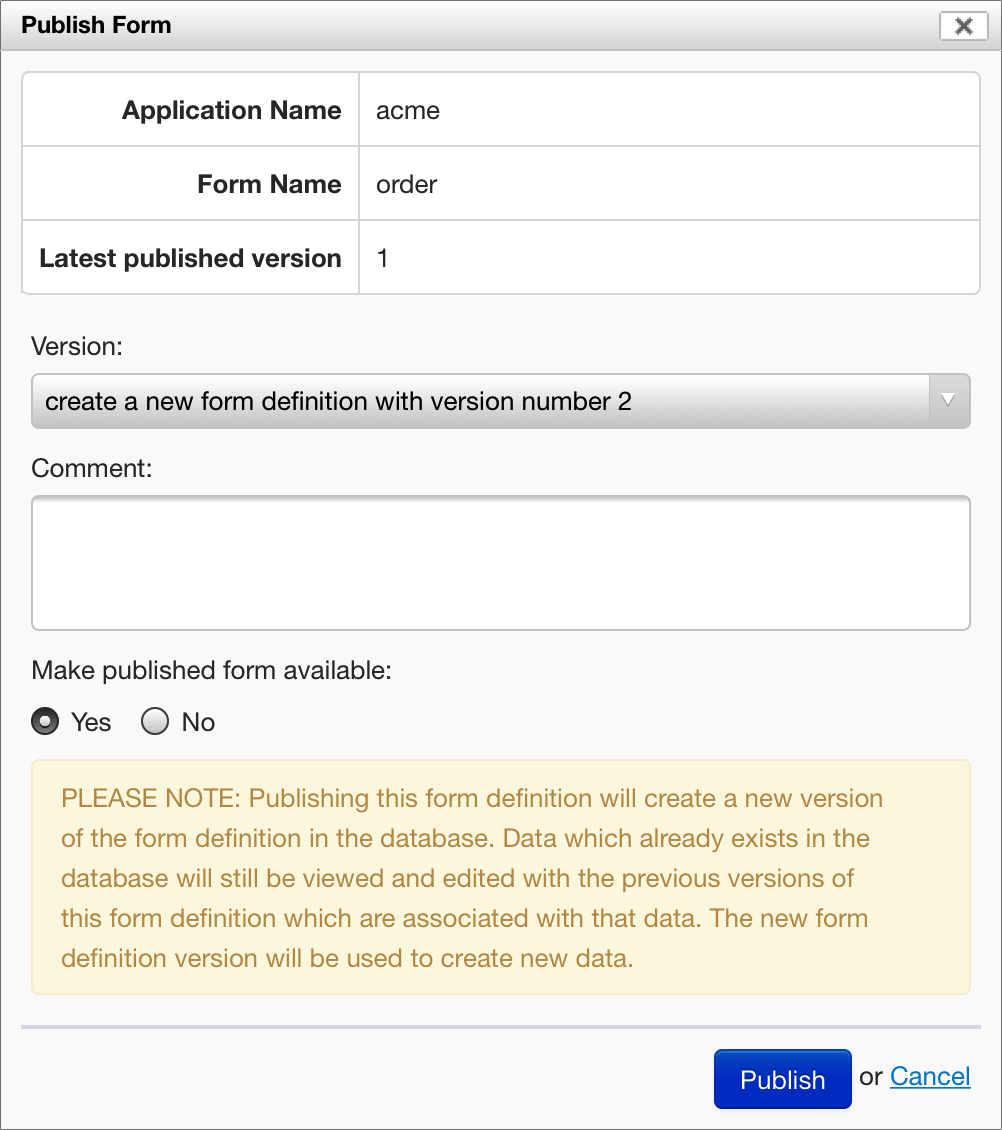 Publish Form
Application Name acme
Form Name order
Latest published version 1
Version:
create a new form definition with version number 2
Comment:
Make published form available:
Yes No
PLEASE NOTE: Publishing this form definition will create a new version
of the form definition in the database. Data which already exists in the
database will still be viewed and edited with the previous versions of
this form definition which are associated with that data. The new form
definition version will be used to create new data.
Publish or Cancel